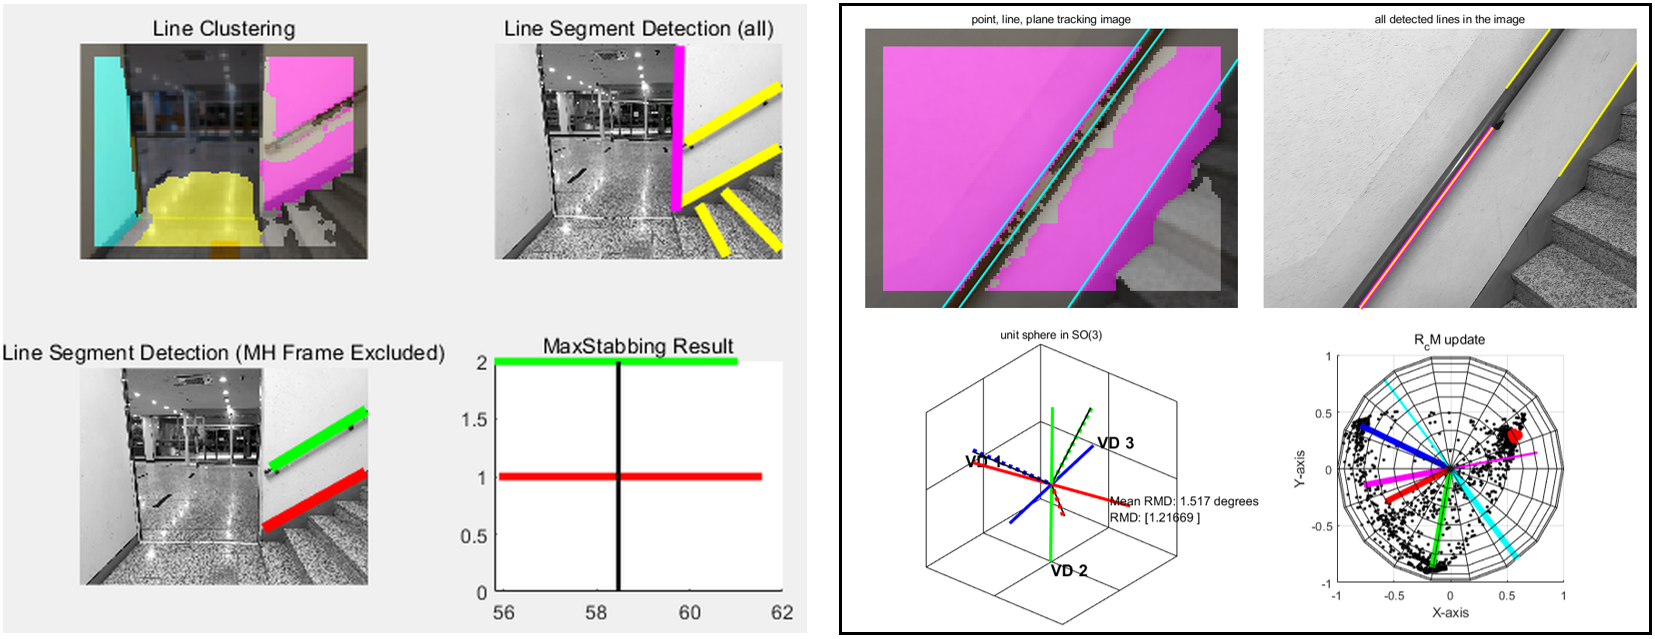 Line Clustering
Line Segment Detection (all)
Line Segment Detection (MH Frame Excluded)
MaxStabbing Result
2
1.5
1
0.5
0
56
58
60
62
point, line, plane tracking image
all detected lines in the image
unit sphere in SO(3)
VD 1
VD 3
Mean RMD: 1.517 degrees
RMD: [1.21669 ]
VD 2
RcM update
Y-axis
1
0.5
0
-0.5
-1
-1
-0.5
0
0.5
1
X-axis